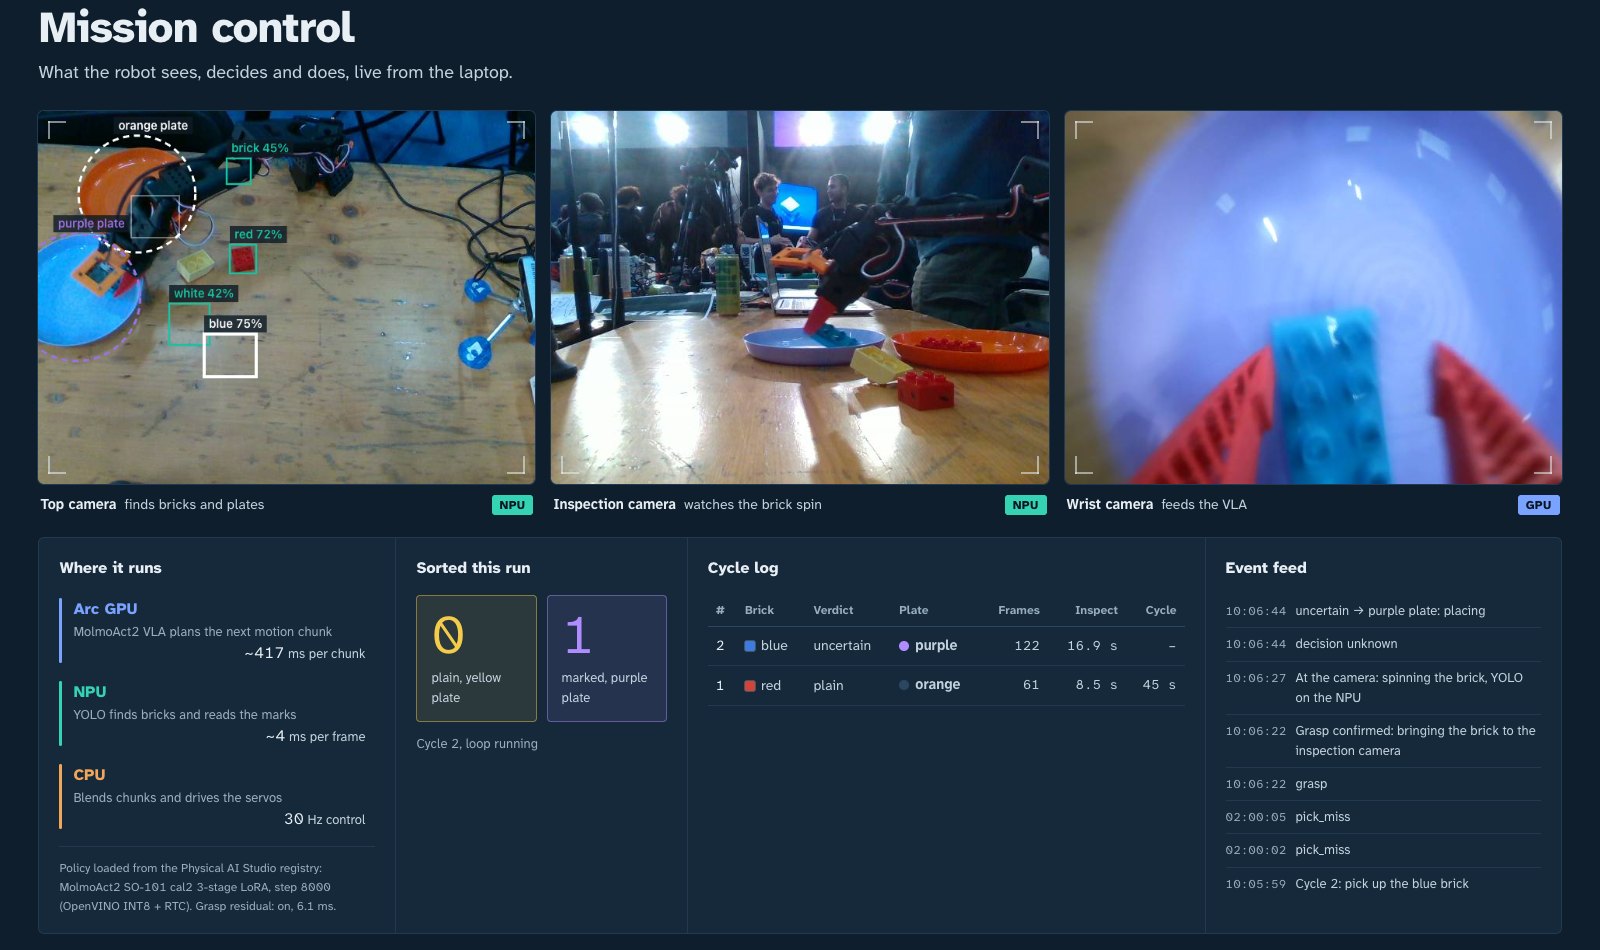 Mission control
What the robot sees, decides and does, live from the laptop.
orange plate
brick 45%
purple plate
red 72%
white 42%
blue 75%
Top camera finds bricks and plates
NPU
Inspection camera watches the brick spin
NPU
Wrist camera feeds the VLA
GPU
Where it runs
Arc GPU
MolmoAct2 VLA plans the next motion chunk
~417 ms per chunk
NPU
YOLO finds bricks and reads the marks
~4 ms per frame
CPU
Blends chunks and drives the servos
30 Hz control
Policy loaded from the Physical AI Studio registry:
MolmoAct2 SO-101 cal2 3-stage LoRA, step 8000
(OpenVINO INT8 + RTC). Grasp residual: on, 6.1 ms.
Sorted this run
0
plain, yellow
plate
1
marked, purple
plate
Cycle 2, loop running
Cycle log
# Brick Verdict Plate Frames Inspect Cycle
2 blue uncertain purple 122 16.9 s –
1 red plain orange 61 8.5 s 45 s
Event feed
10:06:44 uncertain → purple plate: placing
10:06:44 decision unknown
10:06:27 At the camera: spinning the brick, YOLO
on the NPU
10:06:22 Grasp confirmed: bringing the brick to the
inspection camera
10:06:22 grasp
02:00:05 pick_miss
02:00:02 pick_miss
10:05:59 Cycle 2: pick up the blue brick